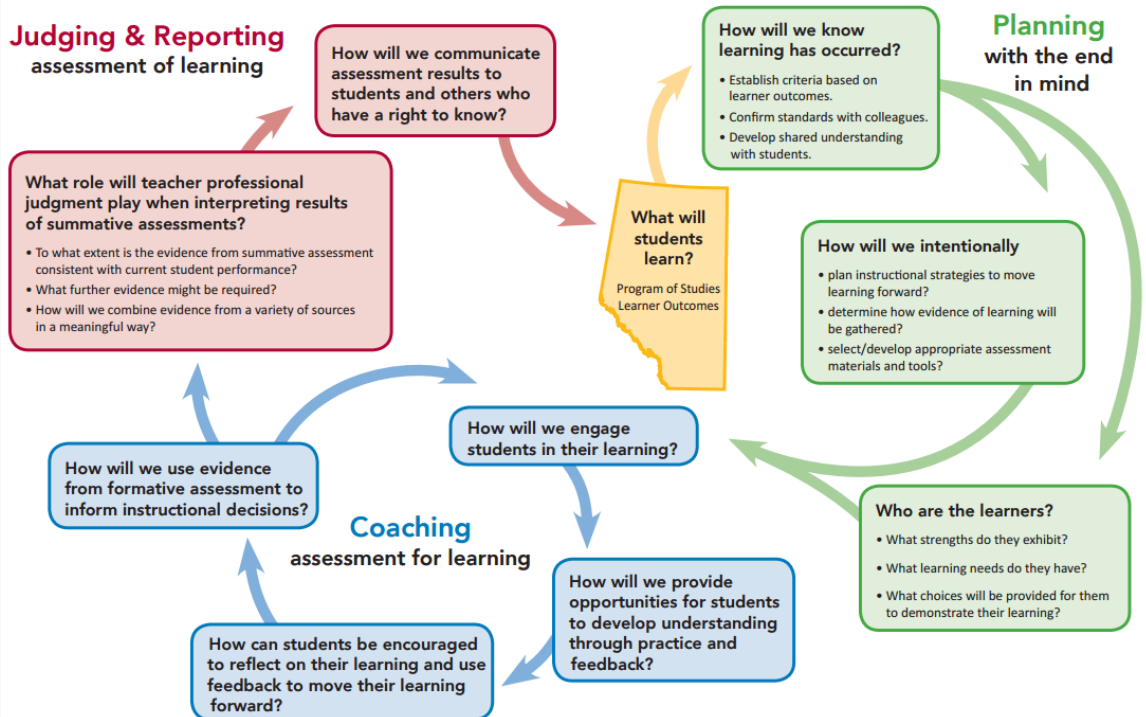 Judging & Reporting
assessment of learning
How will we communicate
assessment results to
students and others who
have a right to know?
What role will teacher professional
judgment play when interpreting results
of summative assessments?
• To what extent is the evidence from summative assessment
consistent with current student performance?
• What further evidence might be required?
• How will we combine evidence from a variety of sources
in a meaningful way?
What will
students
learn?
Program of Studies
Learner Outcomes
Planning
with the end
in mind
How will we know
learning has occurred?
• Establish criteria based on
learner outcomes.
• Confirm standards with colleagues.
• Develop shared understanding
with students.
How will we intentionally
• plan instructional strategies to move
learning forward?
• determine how evidence of learning will
be gathered?
• select/develop appropriate assessment
materials and tools?
Who are the learners?
• What strengths do they exhibit?
• What learning needs do they have?
• What choices will be provided for them
to demonstrate their learning?
Coaching
assessment for learning
How will we engage
students in their learning?
How will we provide
opportunities for students
to develop understanding
through practice and
feedback?
How can students be encouraged
to reflect on their learning and use
feedback to move their learning
forward?
How will we use evidence
from formative assessment to
inform instructional decisions?